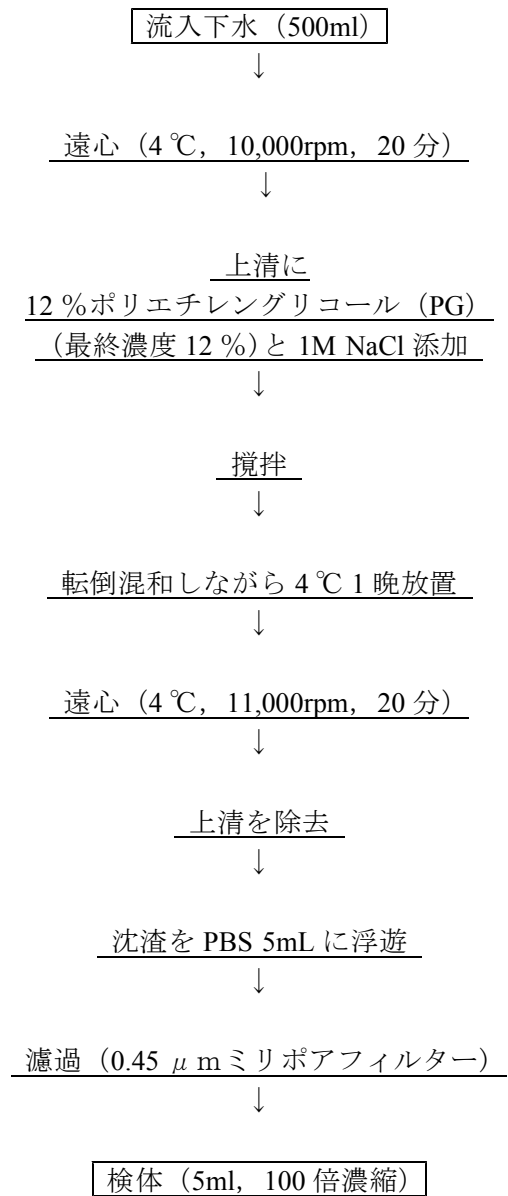 流入下水（500ml）
↓
遠心（4 ℃，10,000rpm，20 分）
↓
上清に
12 %ポリエチレングリコール（PG）
（最終濃度 12 %）と 1M NaCl 添加
↓
撹拌
↓
転倒混和しながら 4 ℃ 1 晩放置
↓
遠心（4 ℃，11,000rpm，20 分）
↓
上清を除去
↓
沈渣を PBS 5mL に浮遊
↓
濾過（0.45 μｍミリポアフィルター）
↓
検体（5ml，100 倍濃縮）